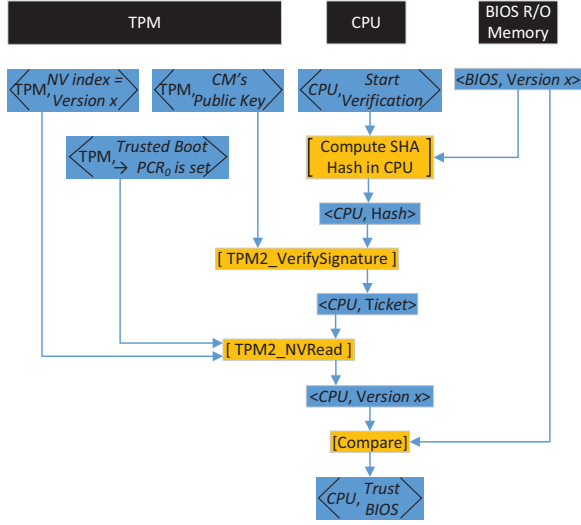 TPM
CPU
BIOS R/O
Memory
TPM, NV index =
Version x
TPM, CM's
Public Key
CPU, Start
Verification
<BIOS, Version x>
TPM, Trusted Boot
→ PCR₀ is set
[ Compute SHA
Hash in CPU ]
<CPU, Hash>
[ TPM2_VerifySignature ]
<CPU, Ticket>
[ TPM2_NVRead ]
<CPU, Version x>
[Compare]
CPU, Trust
BIOS